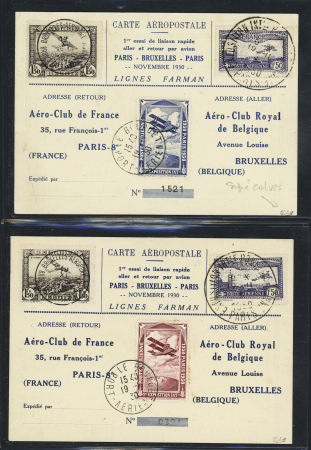 CARTE AÉROPOSTALE
1er essai de liaison rapide
aller et retour par avion
PARIS - BRUXELLES - PARIS
NOVEMBRE 1930
LIGNES FARMAN
ADRESSE (RETOUR)
Aéro-Club de France
35, rue François-1er
PARIS-8e
(FRANCE)
Expédié par
ADRESSE (ALLER)
Aéro-Club Royal
de Belgique
Avenue Louise
BRUXELLES
(BELGIQUE)
No 1521
CARTE AÉROPOSTALE
1er essai de liaison rapide
aller et retour par avion
PARIS - BRUXELLES - PARIS
NOVEMBRE 1930
LIGNES FARMAN
ADRESSE (RETOUR)
Aéro-Club de France
35, rue François-1er
PARIS-8e
(FRANCE)
Expédié par
ADRESSE (ALLER)
Aéro-Club Royal
de Belgique
Avenue Louise
BRUXELLES
(BELGIQUE)
No